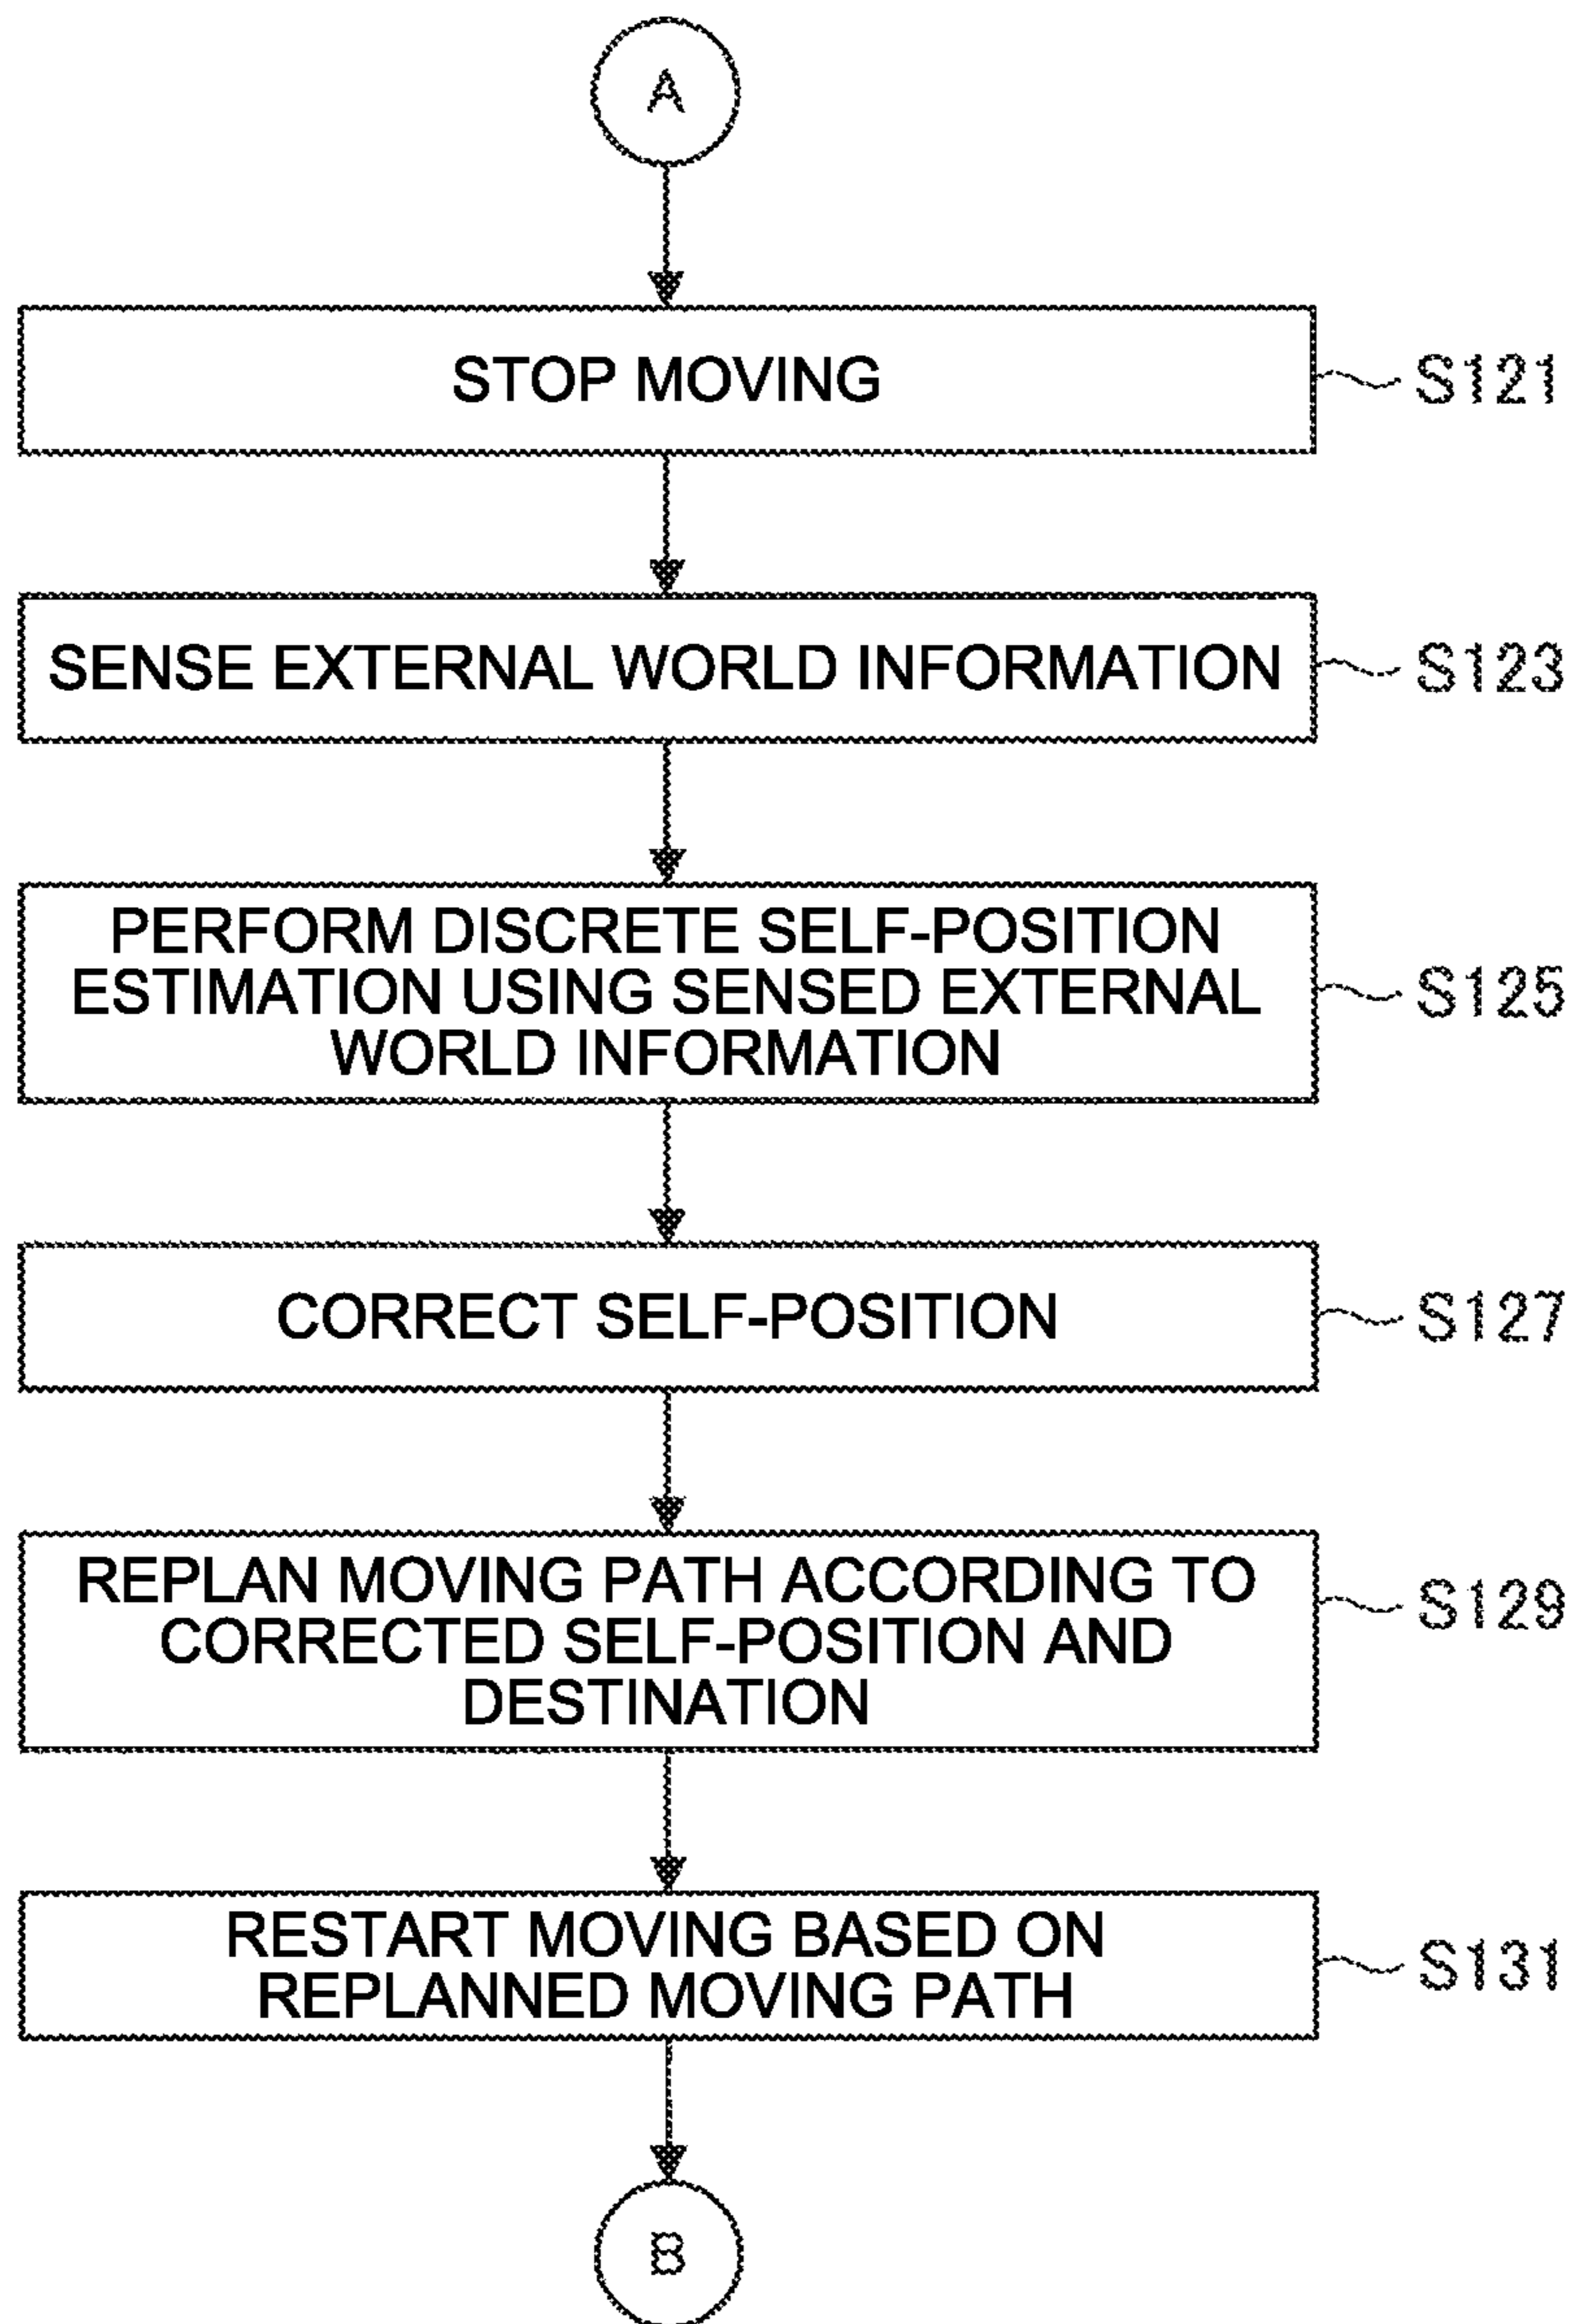 A
STOP MOVING
S121
SENSE EXTERNAL WORLD INFORMATION
S123
PERFORM DISCRETE SELF-POSITION
ESTIMATION USING SENSED EXTERNAL
WORLD INFORMATION
S125
CORRECT SELF-POSITION
S127
REPLAN MOVING PATH ACCORDING TO
CORRECTED SELF-POSITION AND
DESTINATION
S129
RESTART MOVING BASED ON
REPLANNED MOVING PATH
S131
B